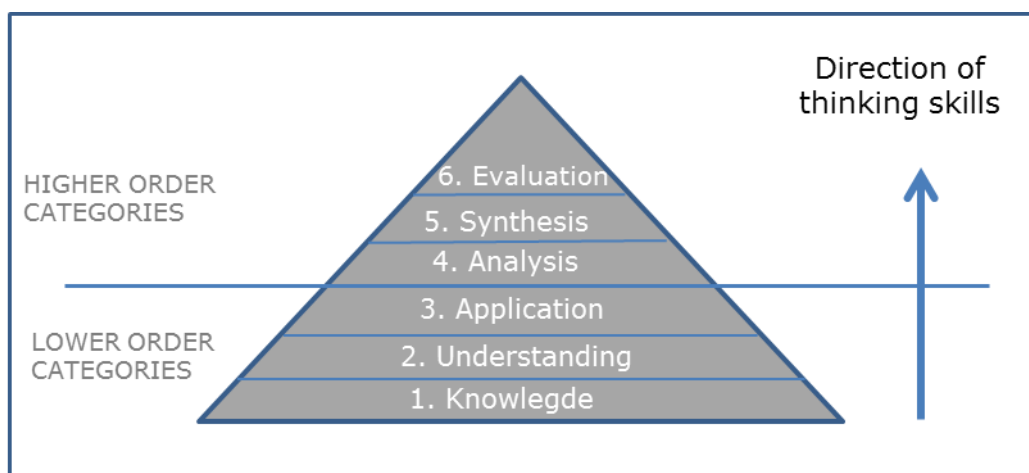 Direction of
thinking skills
HIGHER ORDER
CATEGORIES
6. Evaluation
5. Synthesis
4. Analysis
3. Application
LOWER ORDER
CATEGORIES
2. Understanding
1. Knowlegde